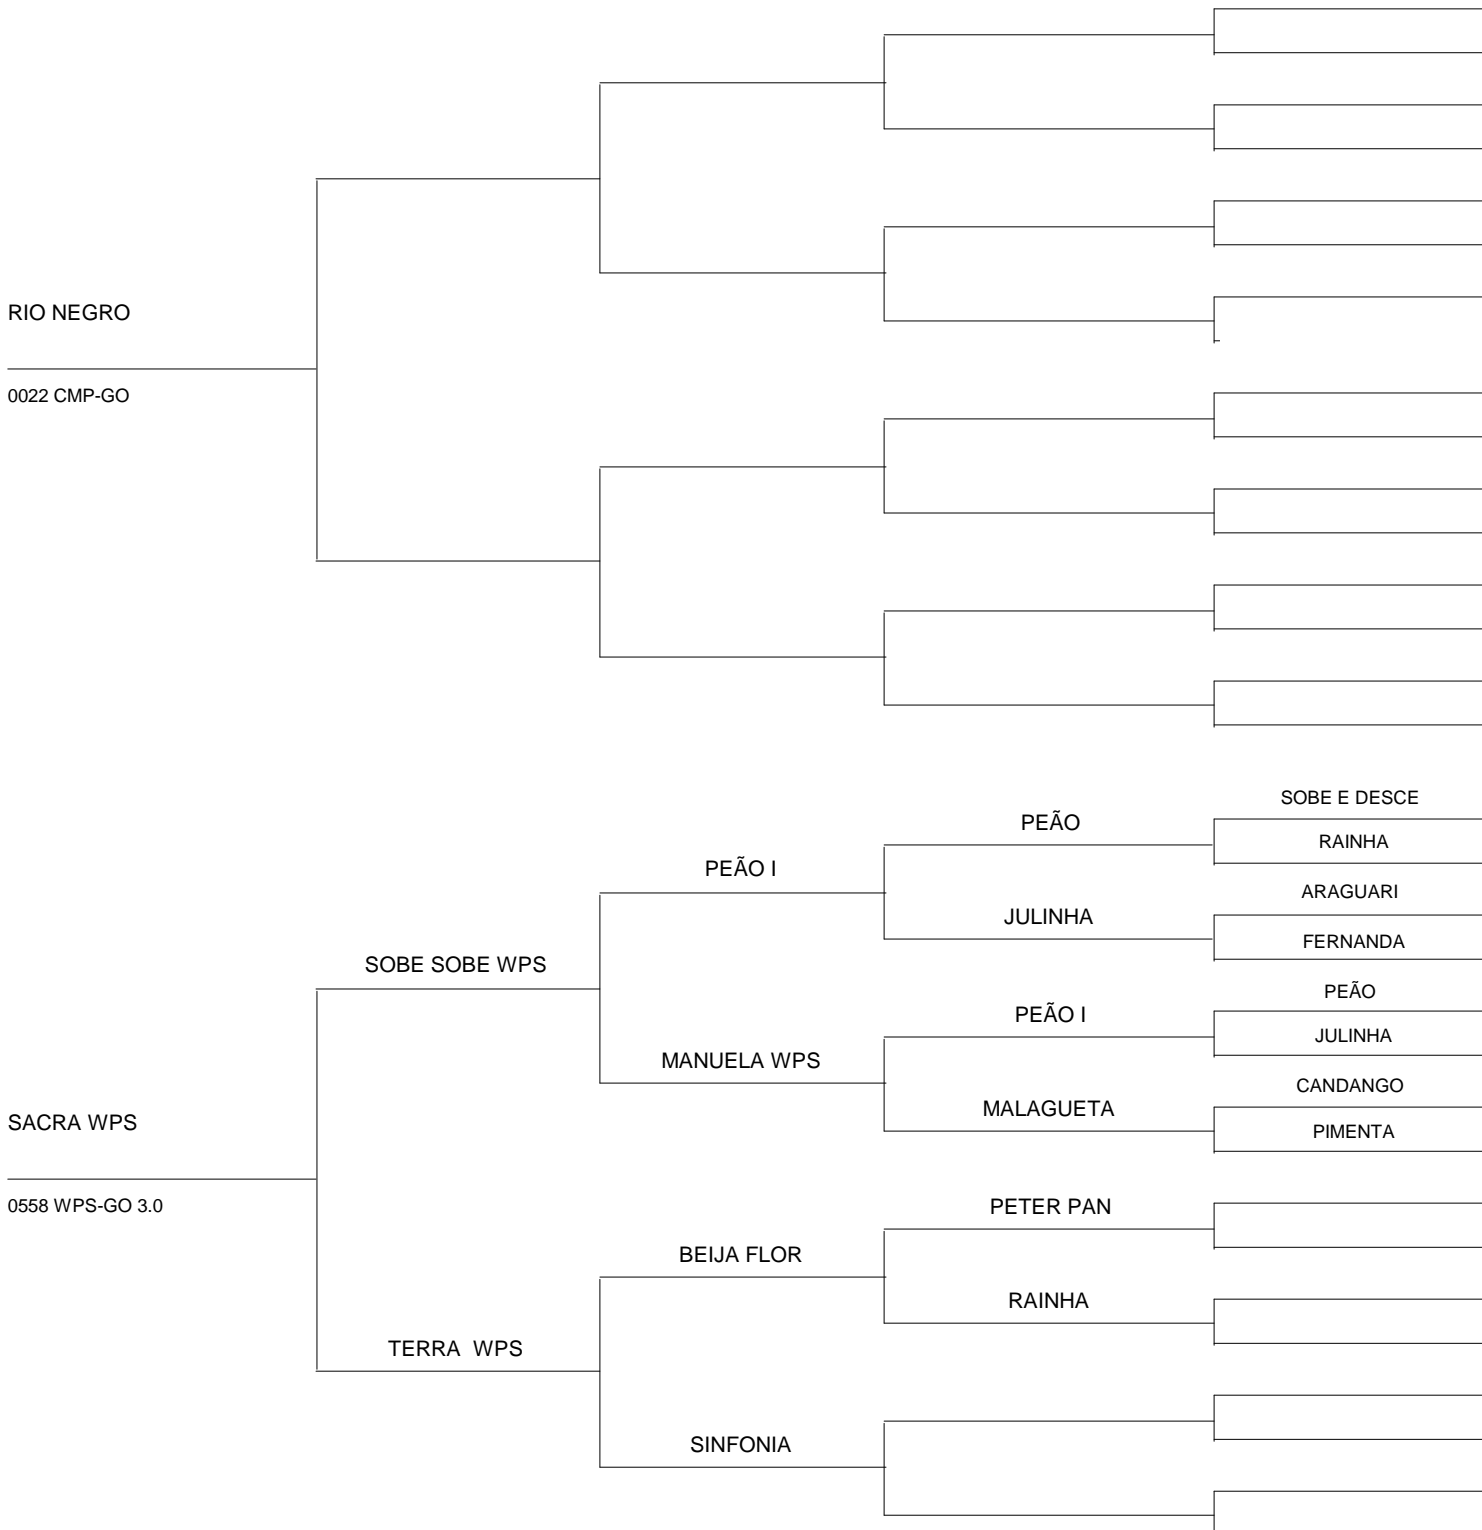 RIO NEGRO
0022 CMP-GO
SOBE E DESCE
PEÃO
RAINHA
PEÃO I
ARAGUARI
JULINHA
FERNANDA
SOBE SOBE WPS
PEÃO
PEÃO I
JULINHA
MANUELA WPS
CANDANGO
MALAGUETA
PIMENTA
SACRA WPS
0558 WPS-GO 3.0
PETER PAN
BEIJA FLOR
RAINHA
TERRA  WPS
SINFONIA